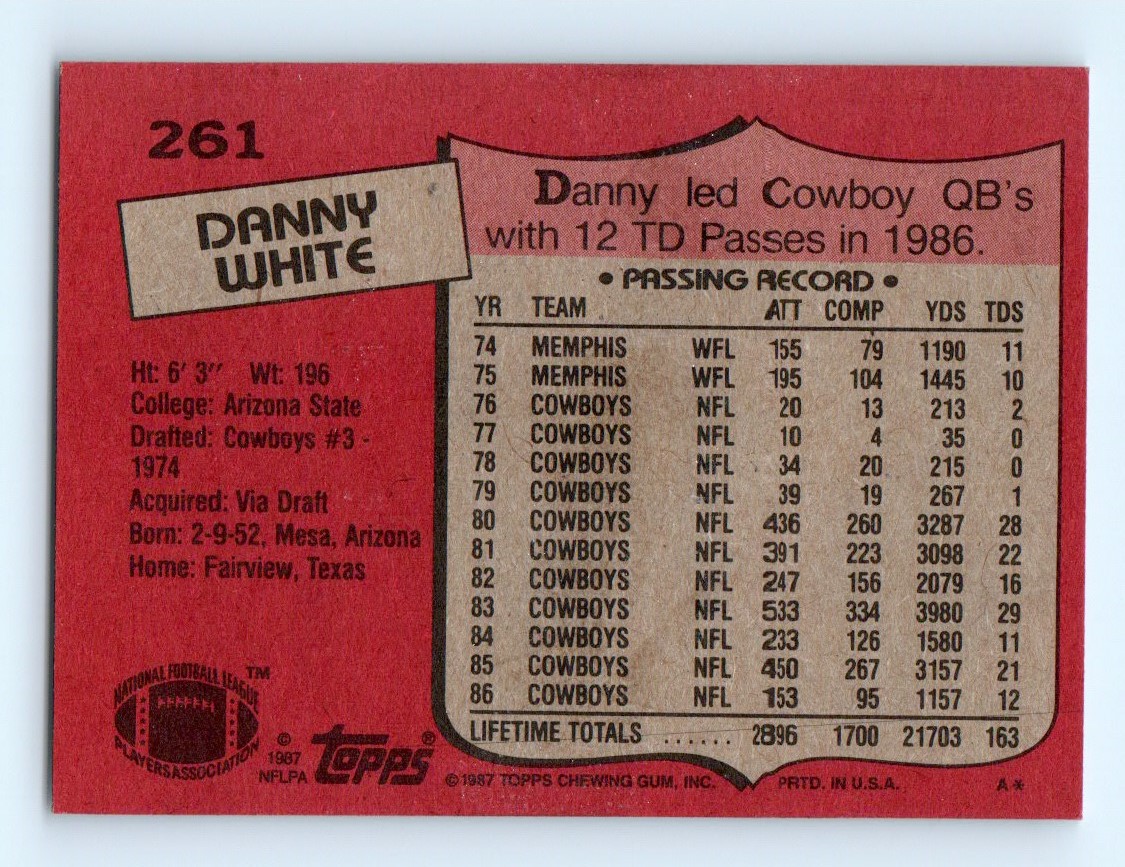 261
DANNY
WHITE
Ht: 6' 3" Wt: 196
College: Arizona State
Drafted: Cowboys #3 -
1974
Acquired: Via Draft
Born: 2-9-52, Mesa, Arizona
Home: Fairview, Texas
NATIONAL FOOTBALL LEAGUE ™
PLAYERS ASSOCIATION
©
1987
NFLPA
Topps®
Danny led Cowboy QB's
with 12 TD Passes in 1986.
• PASSING RECORD •
YR TEAM ATT COMP YDS TDS
74 MEMPHIS WFL 155 79 1190 11
75 MEMPHIS WFL 195 104 1445 10
76 COWBOYS NFL 20 13 213 2
77 COWBOYS NFL 10 4 35 0
78 COWBOYS NFL 34 20 215 0
79 COWBOYS NFL 39 19 267 1
80 COWBOYS NFL 436 260 3287 28
81 COWBOYS NFL 391 223 3098 22
82 COWBOYS NFL 247 156 2079 16
83 COWBOYS NFL 533 334 3980 29
84 COWBOYS NFL 233 126 1580 11
85 COWBOYS NFL 450 267 3157 21
86 COWBOYS NFL 153 95 1157 12
LIFETIME TOTALS ...... 2896 1700 21703 163
© 1987 TOPPS CHEWING GUM, INC. PRTD. IN U.S.A. A*